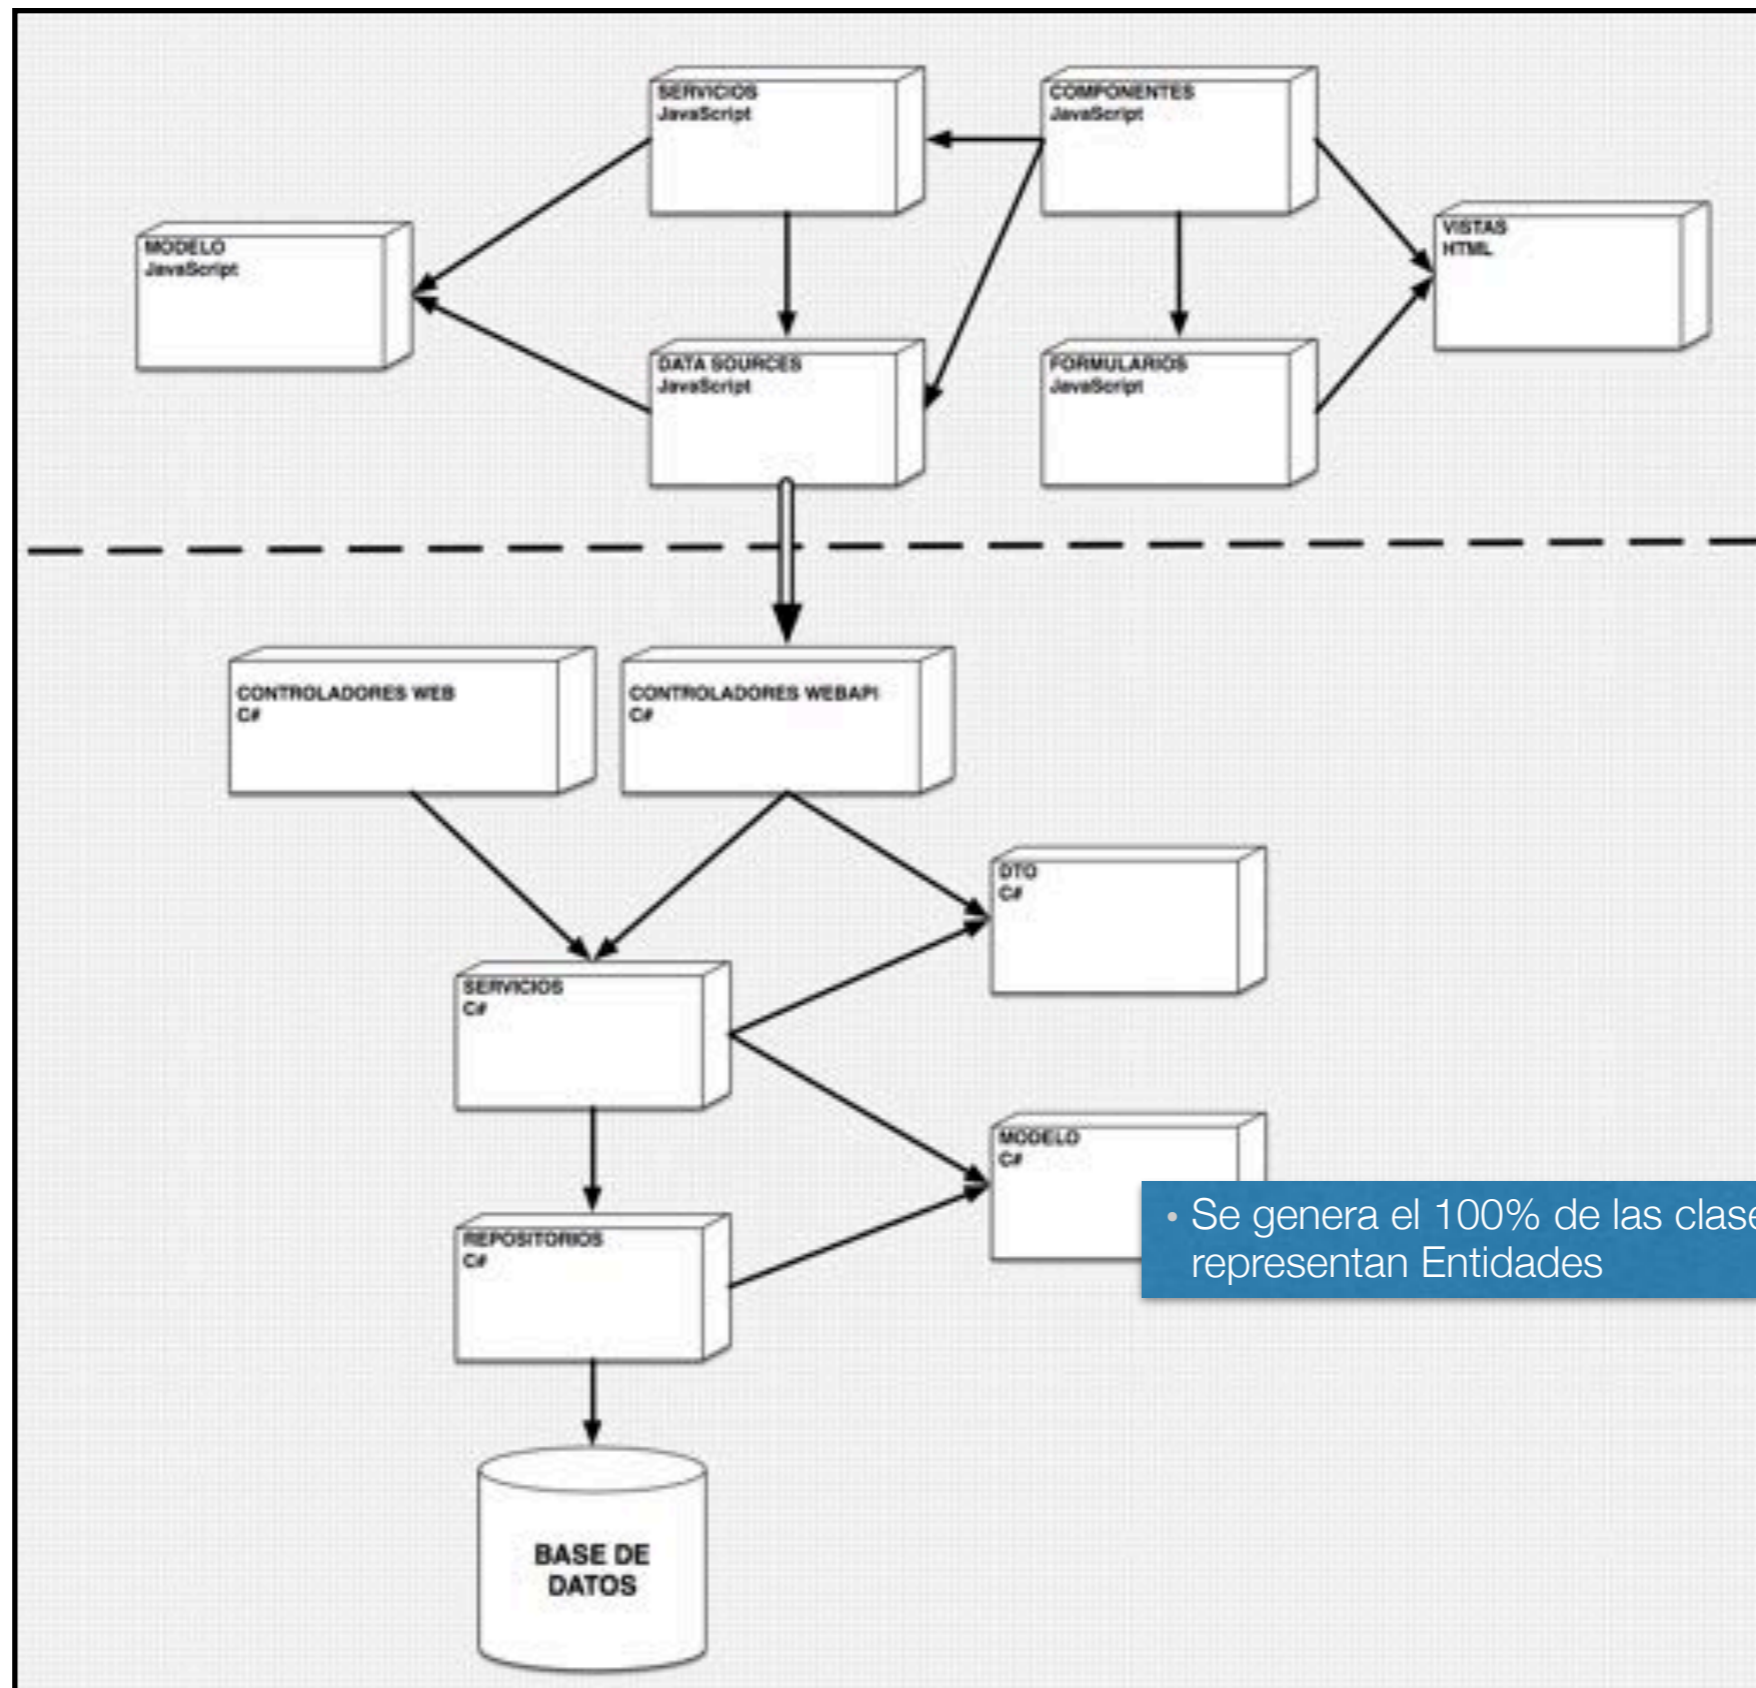 SERVICIOS
JavaScript
COMPONENTES
JavaScript
MODELO
JavaScript
VISTAS
HTML
DATA SOURCES
JavaScript
FORMULARIOS
JavaScript
CONTROLADORES WEB
C#
CONTROLADORES WEBAPI
C#
DTO
C#
SERVICIOS
C#
MODELO
C#
• Se genera el 100% de las clase
representan Entidades
REPOSITORIOS
C#
BASE DE
DATOS